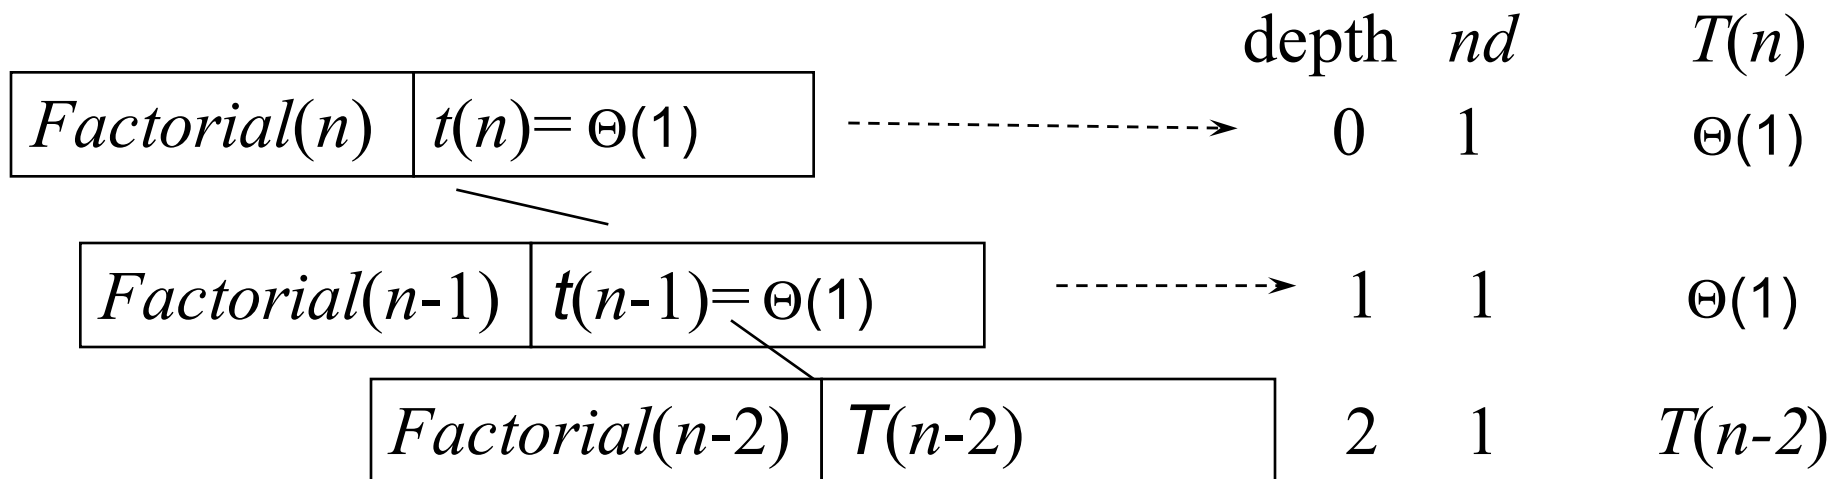 depth nd T(n)
Factorial(n) t(n)= Θ(1) 0 1 Θ(1)
Factorial(n-1) t(n-1)= Θ(1) 1 1 Θ(1)
Factorial(n-2) T(n-2) 2 1 T(n-2)